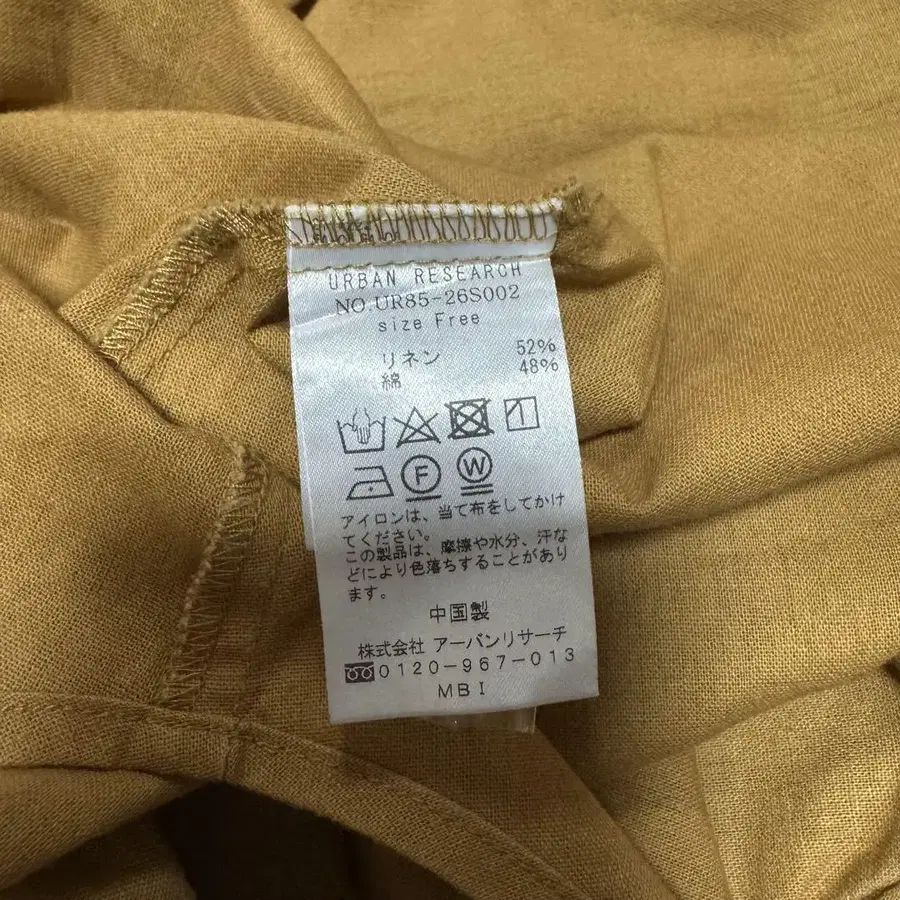 URBAN RESEARCH
NO.UR85-26S002
size Free
リネン 52%
綿 48%
F W
アイロンは、当て布をしてかけ
てください。
この製品は、摩擦や水分、汗な
どにより色落ちすることがあり
ます。
中国製
株式会社 アーバンリサーチ
0120-967-013
MBI